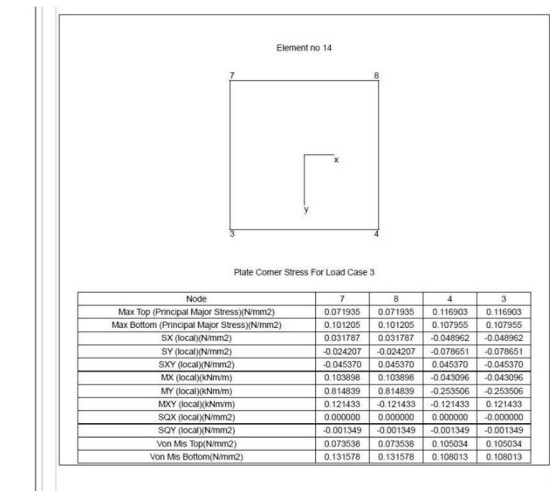 Element no 14
7 8
x
y
3 4
Plate Corner Stress For Load Case 3
Node 7 8 4 3
Max Top (Principal Major Stress)(N/mm2) 0.071935 0.071935 0.116903 0.116903
Max Bottom (Principal Major Stress)(N/mm2) 0.101205 0.101205 0.107955 0.107955
SX (local)(N/mm2) 0.031787 0.031787 -0.048962 -0.048962
SY (local)(N/mm2) -0.024207 -0.024207 -0.078651 -0.078651
SXY (local)(N/mm2) -0.045370 0.045370 0.045370 -0.045370
MX (local)(kNm/m) 0.103898 0.103898 -0.043096 -0.043096
MY (local)(kNm/m) 0.814839 0.814839 -0.253506 -0.253506
MXY (local)(kNm/m) 0.121433 -0.121433 -0.121433 0.121433
SQX (local)(N/mm2) 0.000000 0.000000 0.000000 -0.000000
SQY (local)(N/mm2) -0.001349 -0.001349 -0.001349 -0.001349
Von Mis Top(N/mm2) 0.073538 0.073538 0.105034 0.105034
Von Mis Bottom(N/mm2) 0.131578 0.131578 0.108013 0.108013